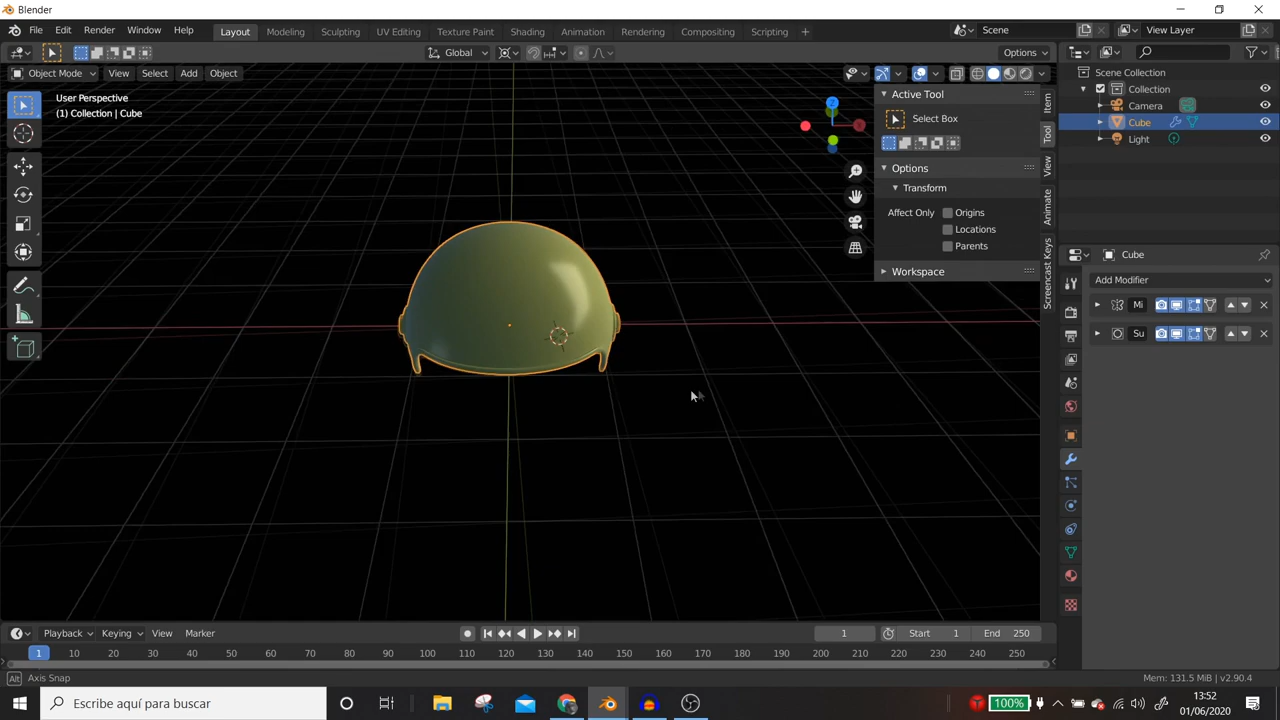 Blender
File Edit Render Window Help
Layout Modeling Sculpting UV Editing Texture Paint Shading Animation Rendering Compositing Scripting +
Scene
View Layer
Global
Options
Object Mode View Select Add Object
User Perspective
(1) Collection | Cube
Active Tool
Select Box
Options
Transform
Affect Only Origins
Locations
Parents
Workspace
Item
Tool
View
Animate
Screencast Keys
Z
Scene Collection
Collection
Camera
Cube
Light
Cube
Add Modifier
Mi
Su
Playback Keying View Marker
1
Start 1
End 250
1 10 20 30 40 50 60 70 80 90 100 110 120 130 140 150 160 170 180 190 200 210 220 230 240 250
Alt Axis Snap
Mem: 131.5 MiB | v2.90.4
Escribe aquí para buscar
100%
13:52
01/06/2020